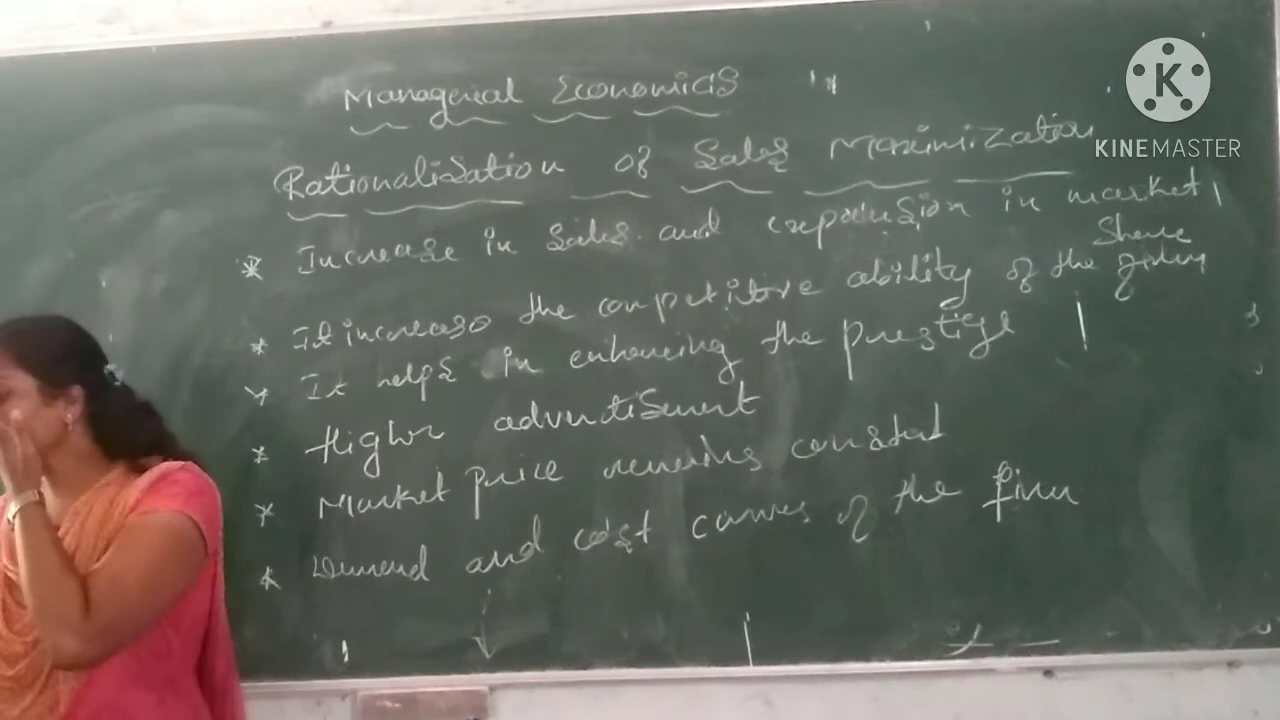 Managerial Economics
K
KINEMASTER
Rationalisation of Sales Maximization
* Increase in Sales and expansion in market
Share
* It increases the competitive ability of the firm
* It helps in enhancing the prestige
* Higher advertisement
* Market price remains constant
* Demand and cost curves of the firm